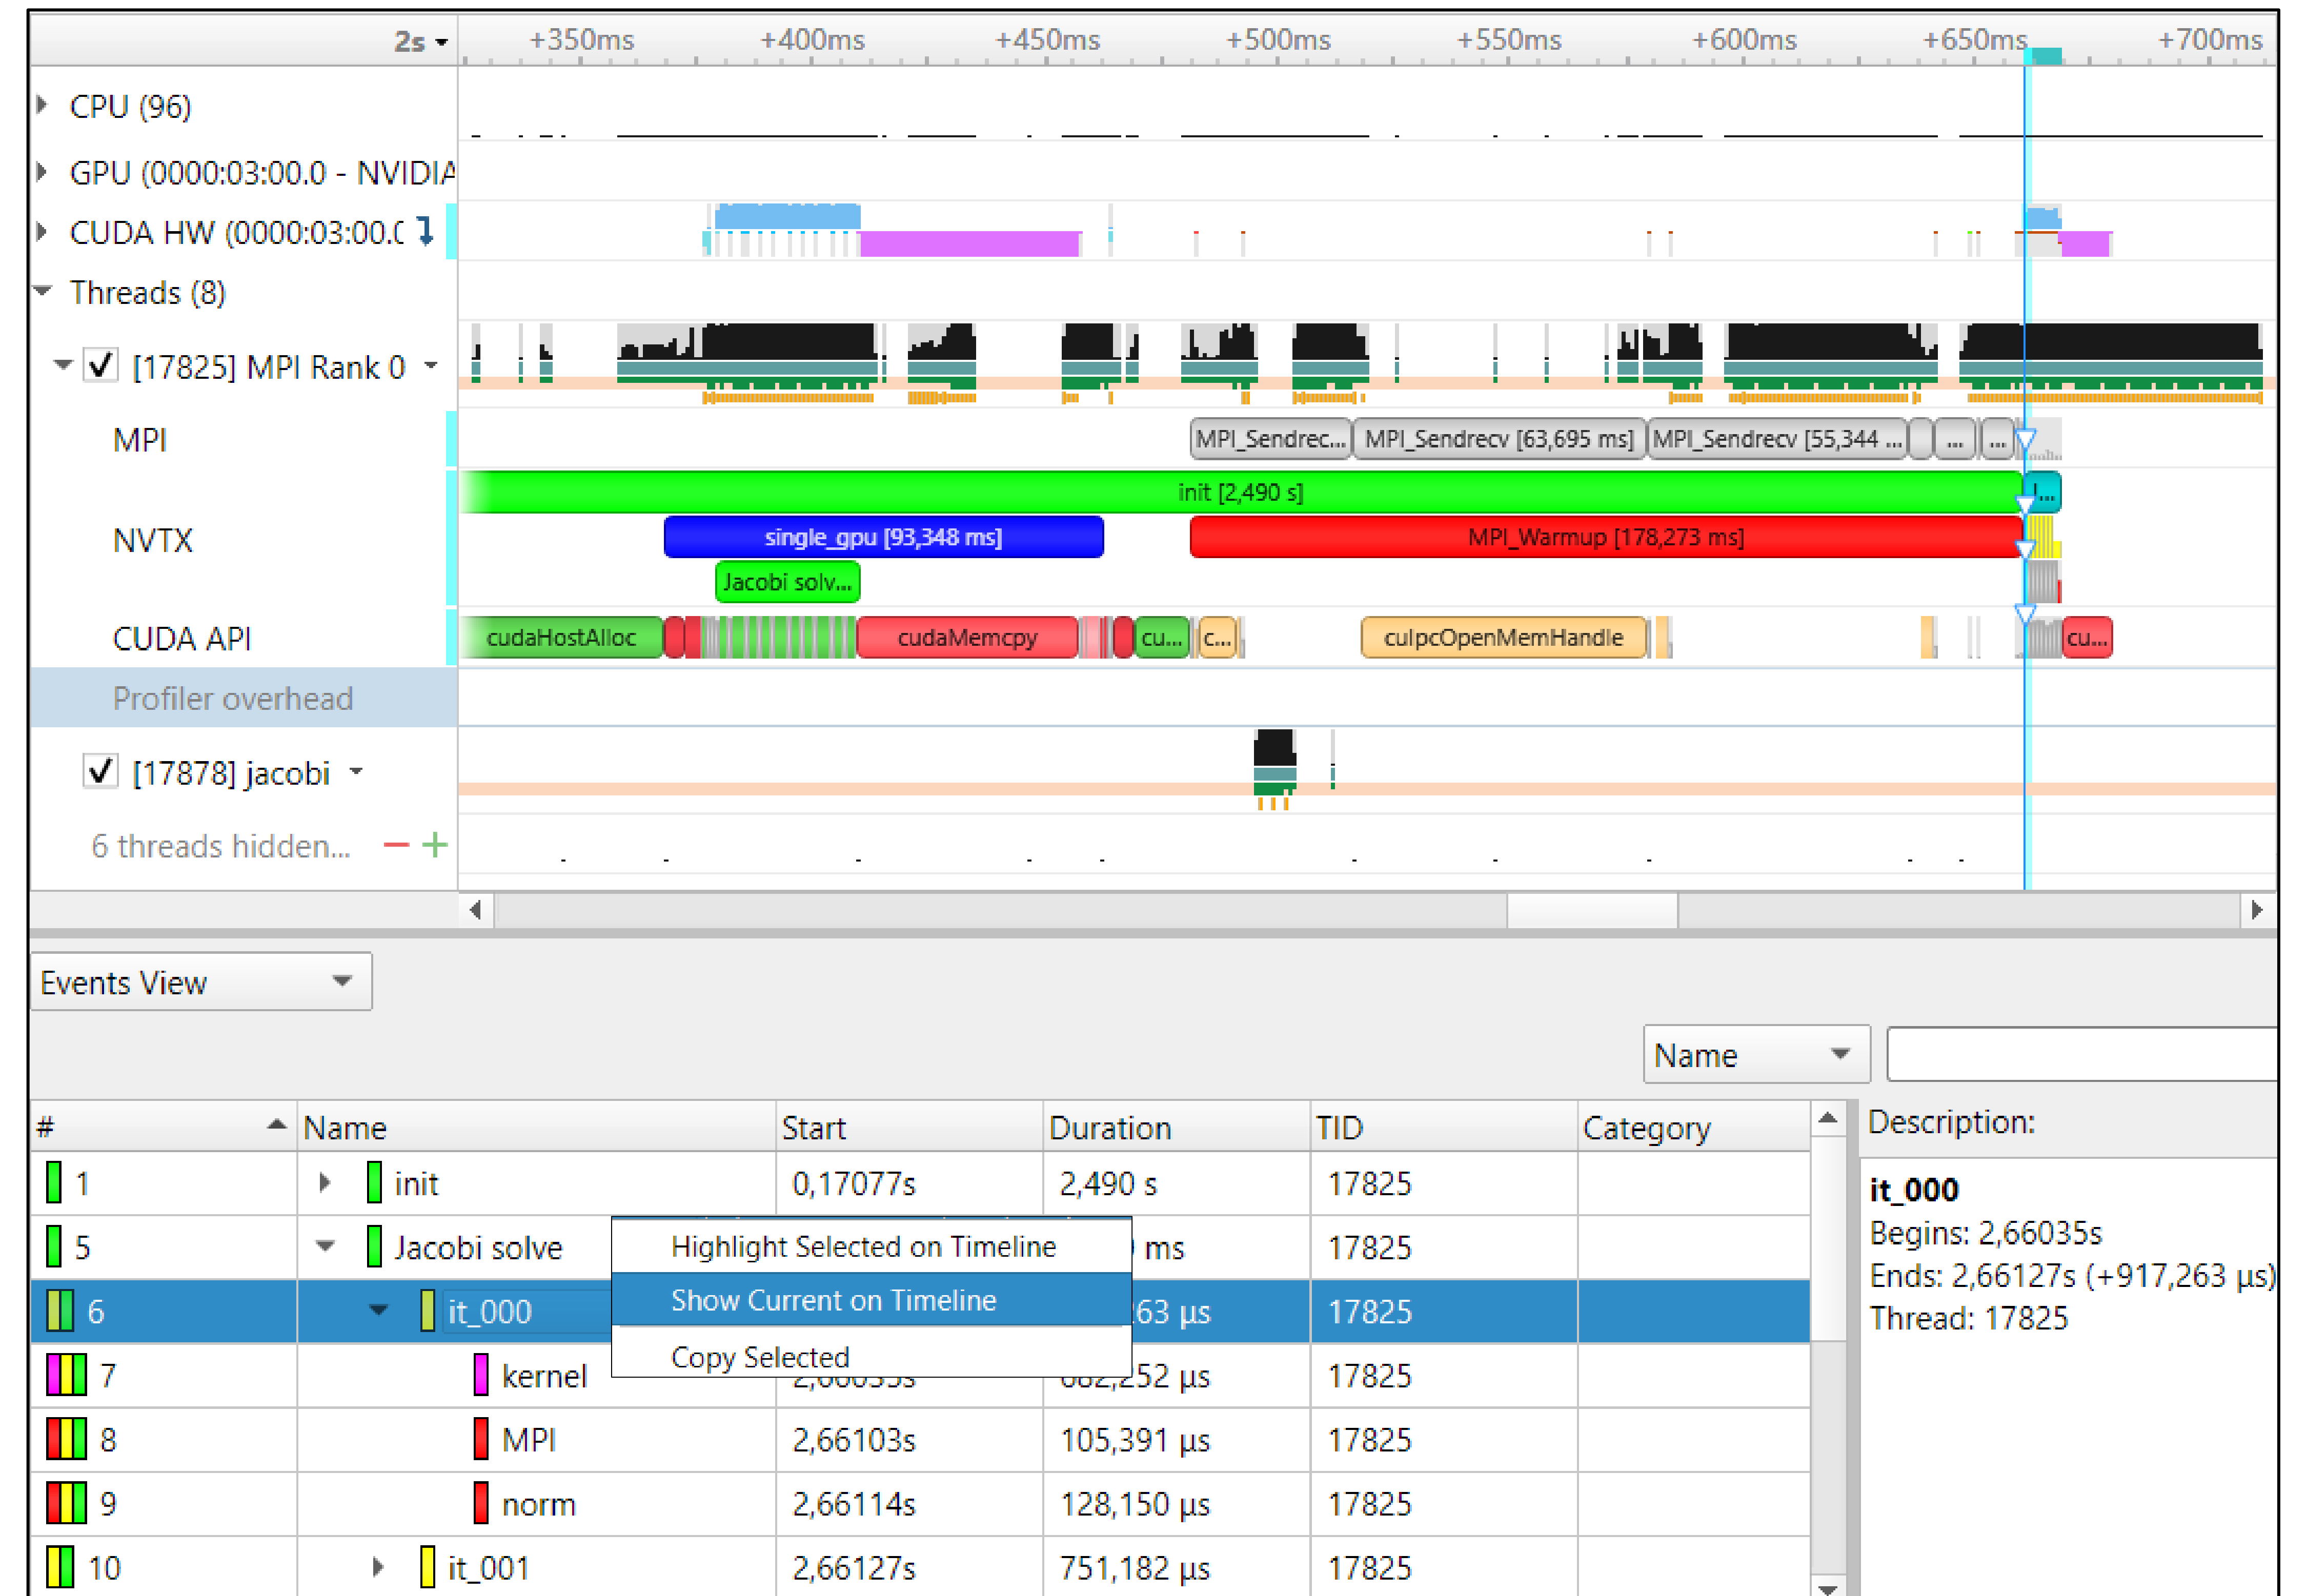 2s +350ms +400ms +450ms +500ms +550ms +600ms +650ms +700ms
CPU (96)
GPU (0000:03:00.0 - NVIDIA
CUDA HW (0000:03:00.0
Threads (8)
[17825] MPI Rank 0
MPI MPI_Sendrec... MPI_Sendrecv [63,695 ms] MPI_Sendrecv [55,344 ... ... ...
init [2,490 s] J...
NVTX single_gpu [93,348 ms] MPI_Warmup [178,273 ms]
Jacobi solv...
CUDA API cudaHostAlloc cudaMemcpy cu... c... cuIpcOpenMemHandle cu...
Profiler overhead
[17878] jacobi
6 threads hidden... − +
Events View
Name
# Name Start Duration TID Category Description:
1 init 0,17077s 2,490 s 17825
5 Jacobi solve ms 17825
6 it_000 63 µs 17825
7 kernel 252 µs 17825
8 MPI 2,66103s 105,391 µs 17825
9 norm 2,66114s 128,150 µs 17825
10 it_001 2,66127s 751,182 µs 17825
Highlight Selected on Timeline
Show Current on Timeline
Copy Selected
it_000
Begins: 2,66035s
Ends: 2,66127s (+917,263 µs)
Thread: 17825